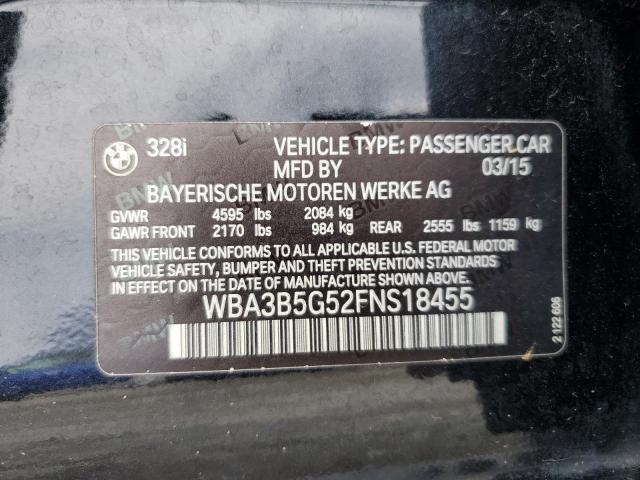 328i VEHICLE TYPE: PASSENGER CAR
MFD BY 03/15
BAYERISCHE MOTOREN WERKE AG
GVWR 4595 lbs 2084 kg
GAWR FRONT 2170 lbs 984 kg REAR 2555 lbs 1159 kg
THIS VEHICLE CONFORMS TO ALL APPLICABLE U.S. FEDERAL MOTOR
VEHICLE SAFETY, BUMPER AND THEFT PREVENTION STANDARDS IN
EFFECT ON THE DATE OF MANUFACTURE SHOWN ABOVE.
WBA3B5G52FNS18455
2 122 606
BMW